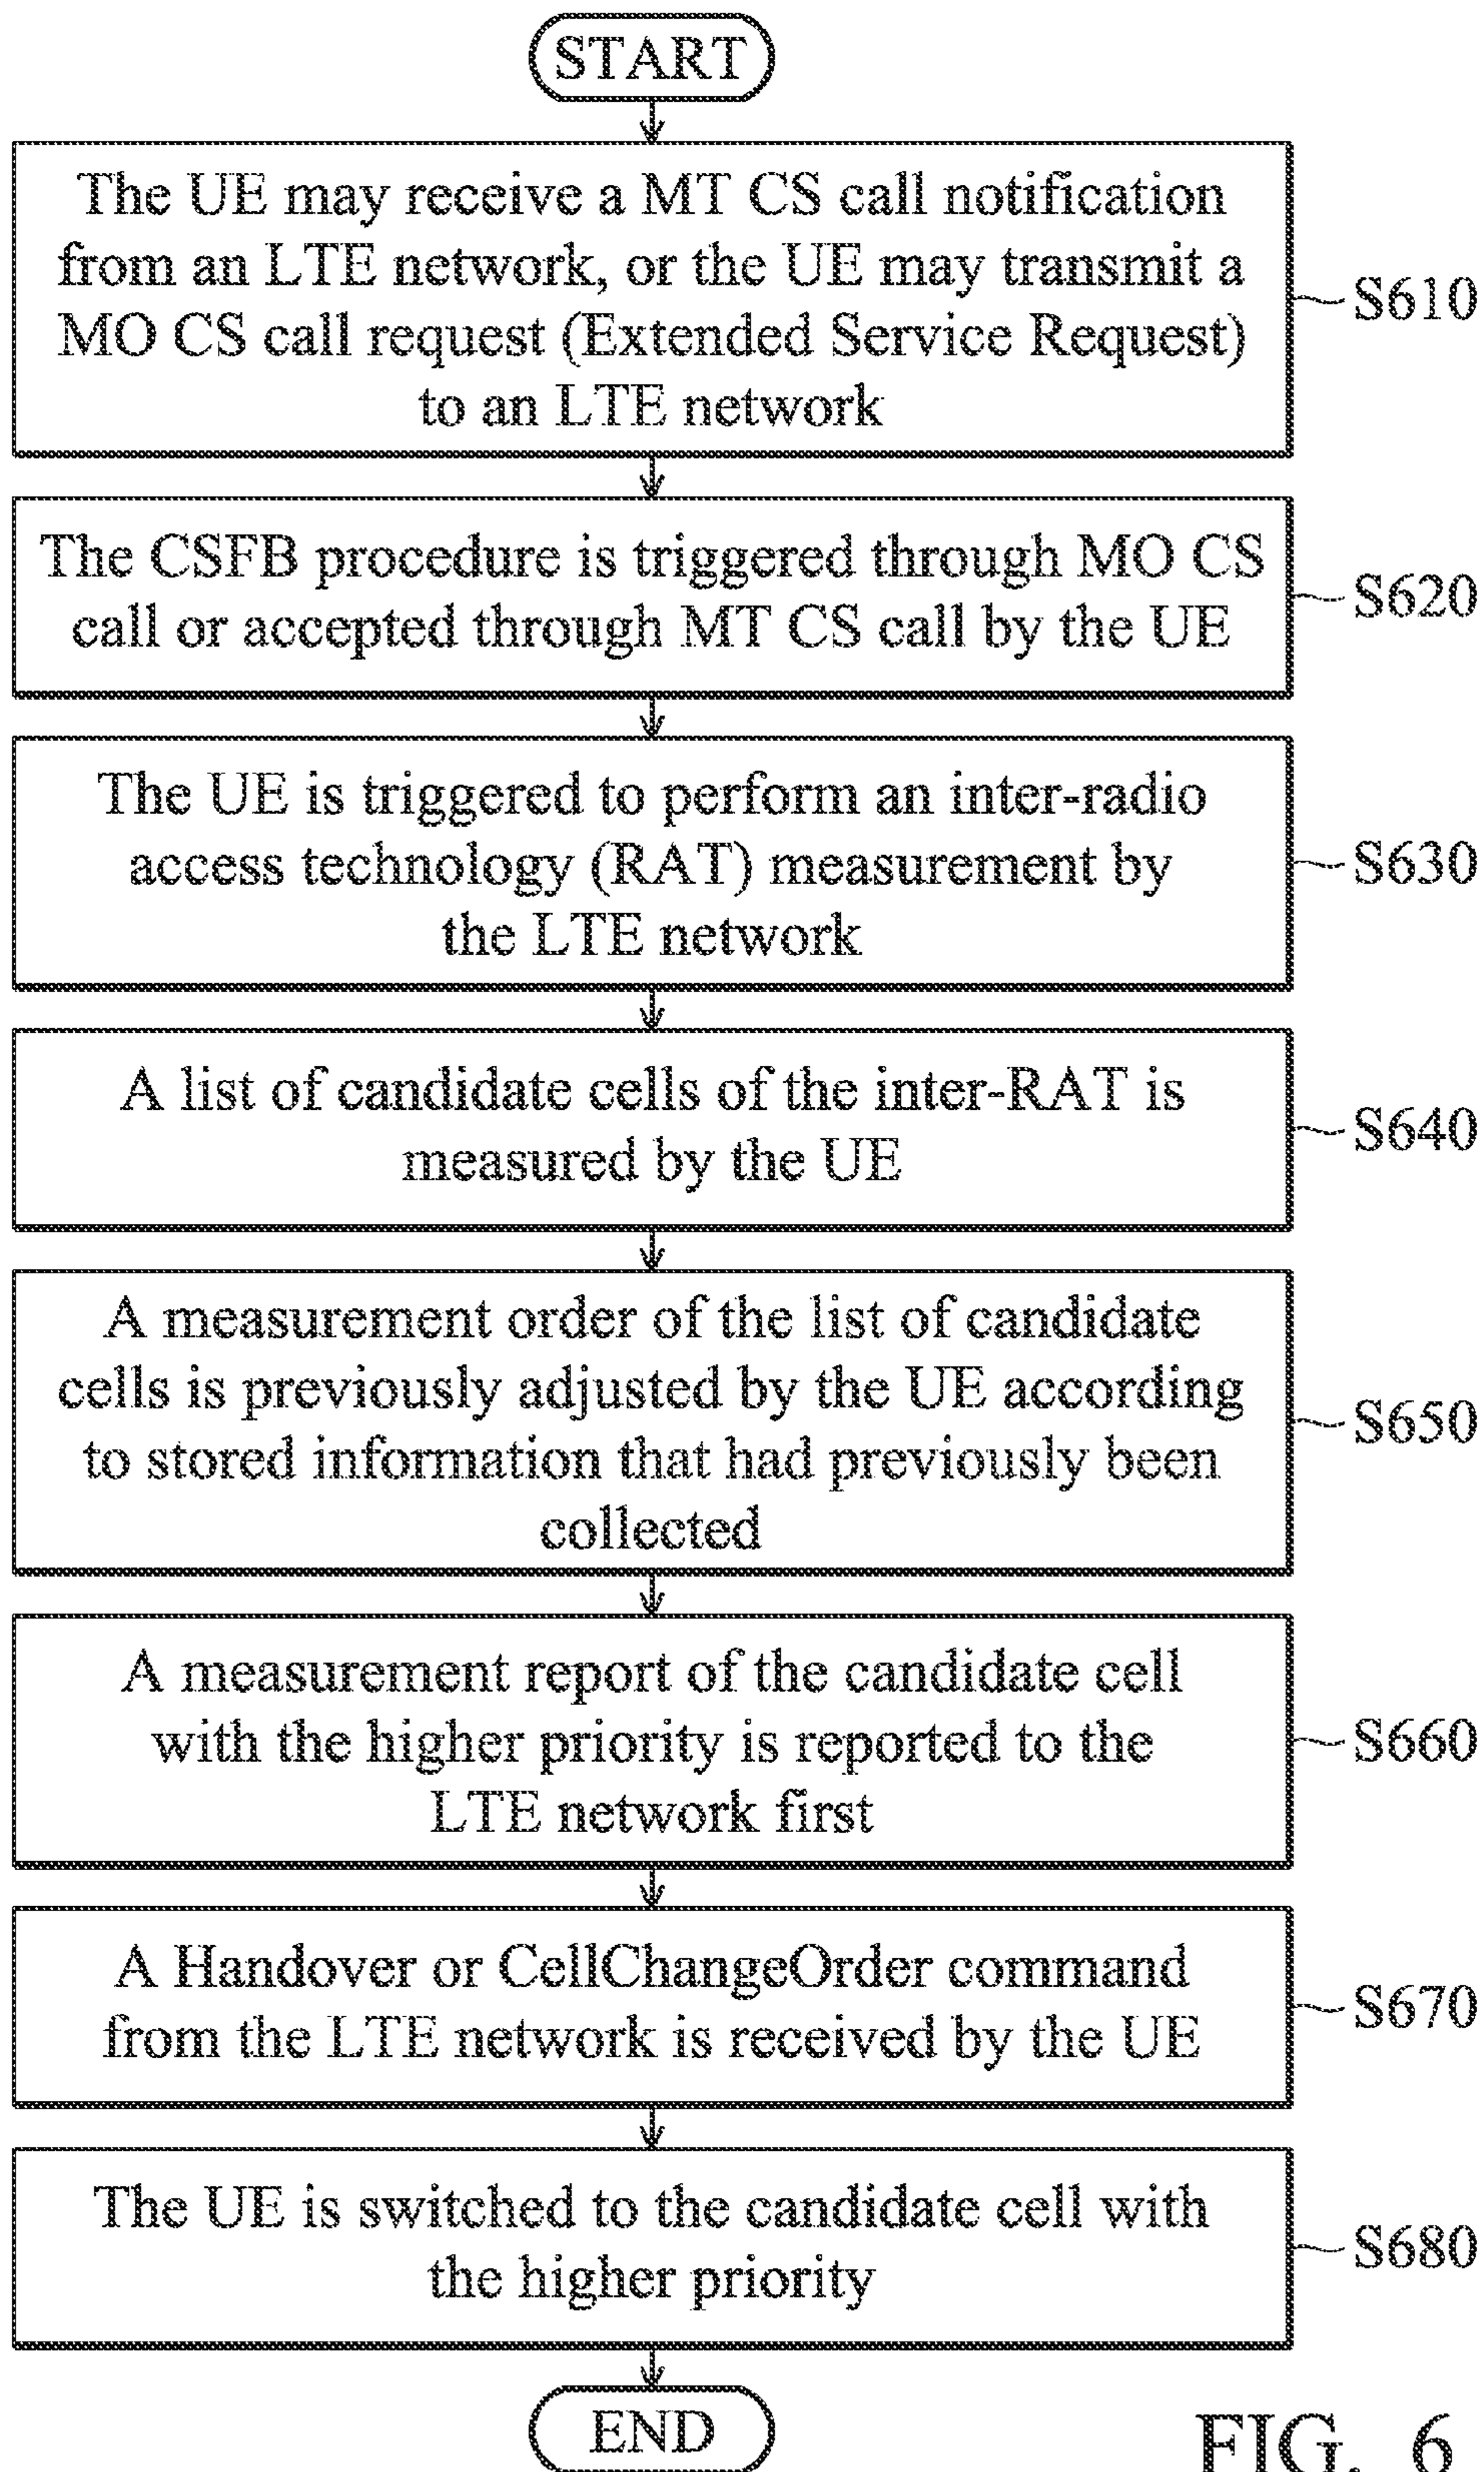 START
The UE may receive a MT CS call notification
from an LTE network, or the UE may transmit a
MO CS call request (Extended Service Request)
to an LTE network
S610
The CSFB procedure is triggered through MO CS
call or accepted through MT CS call by the UE
S620
The UE is triggered to perform an inter-radio
access technology (RAT) measurement by
the LTE network
S630
A list of candidate cells of the inter-RAT is
measured by the UE
S640
A measurement order of the list of candidate
cells is previously adjusted by the UE according
to stored information that had previously been
collected
S650
A measurement report of the candidate cell
with the higher priority is reported to the
LTE network first
S660
A Handover or CellChangeOrder command
from the LTE network is received by the UE
S670
The UE is switched to the candidate cell with
the higher priority
S680
END
FIG. 6